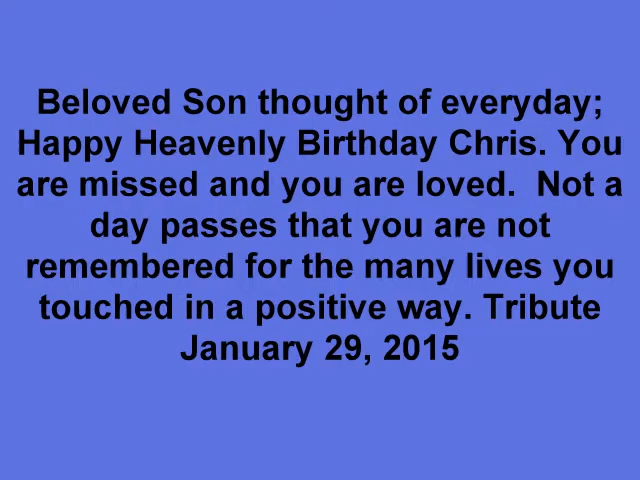 Beloved Son thought of everyday;
Happy Heavenly Birthday Chris. You
are missed and you are loved.  Not a
day passes that you are not
remembered for the many lives you
touched in a positive way. Tribute
January 29, 2015